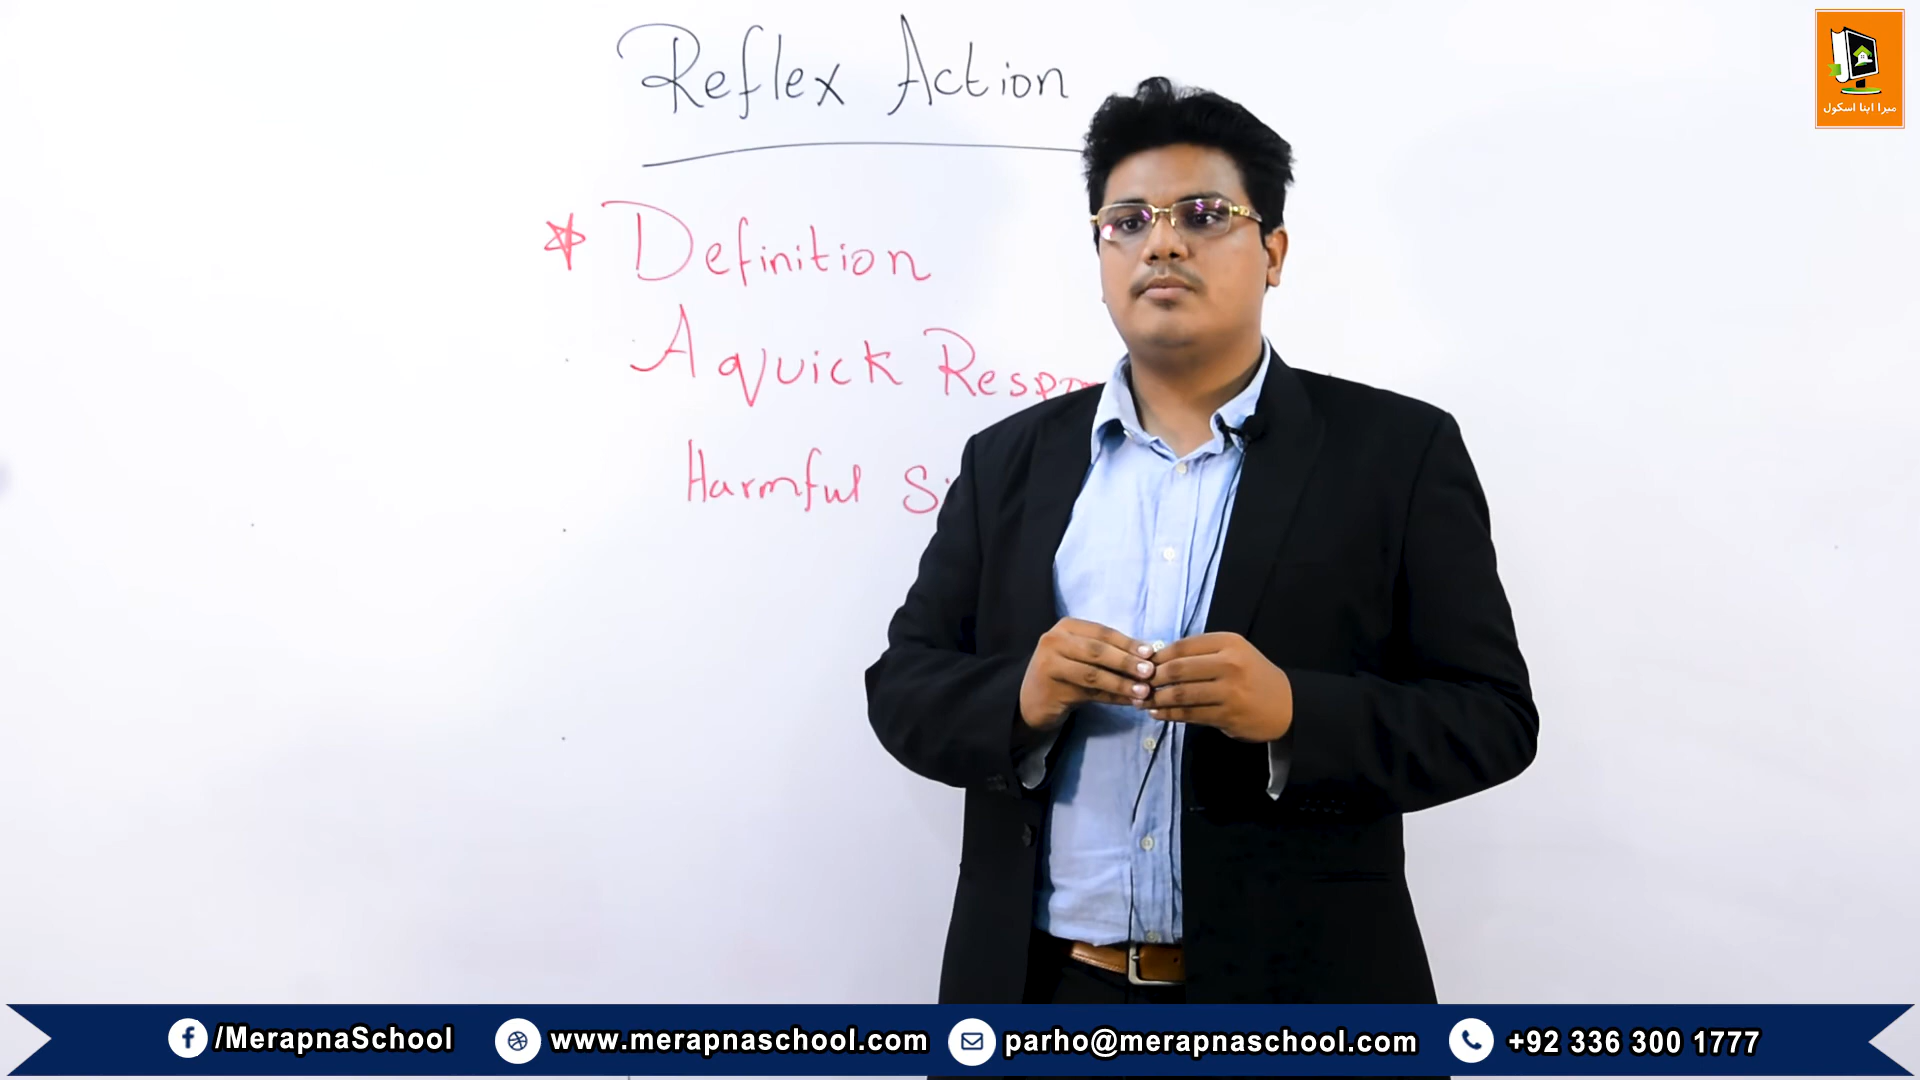 Reflex Action
Definition
A quick
Harmful
میرا اپنا اسکول
/MerapnaSchool
www.merapnaschool.com
parho@merapnaschool.com
+92 336 300 1777